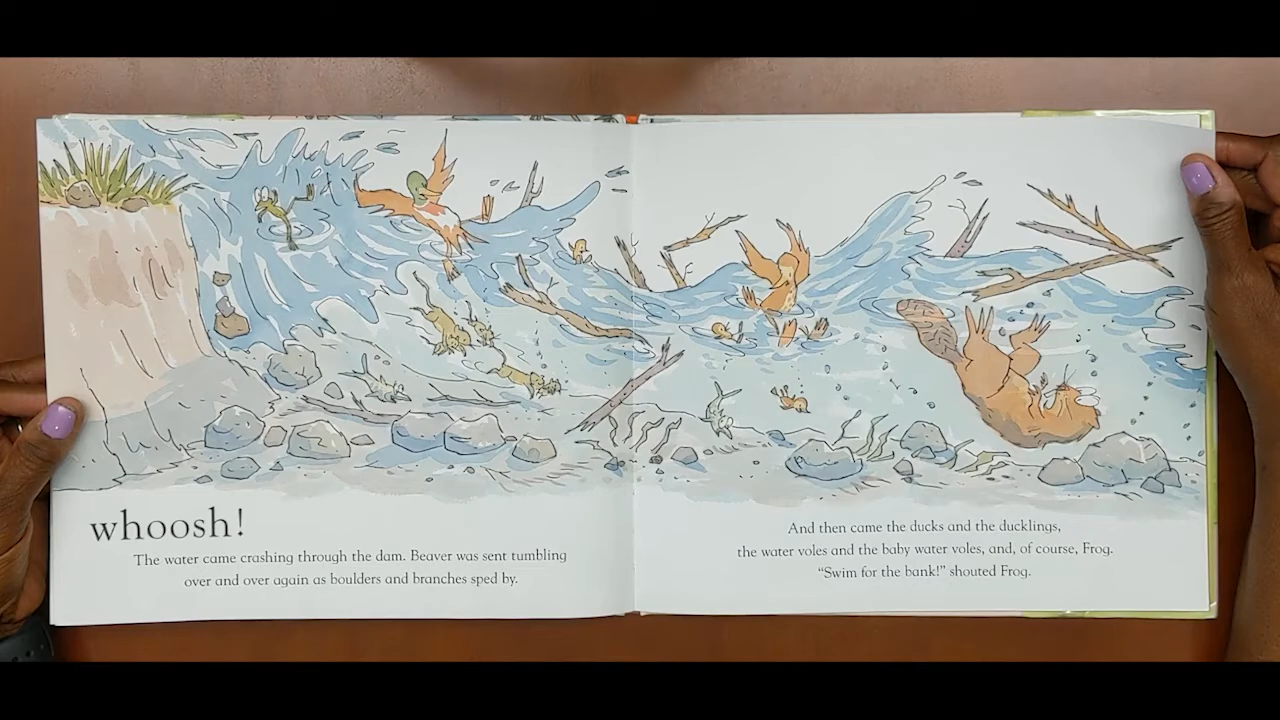 whoosh!
The water came crashing through the dam. Beaver was sent tumbling
over and over again as boulders and branches sped by.
And then came the ducks and the ducklings,
the water voles and the baby water voles, and, of course, Frog.
“Swim for the bank!” shouted Frog.